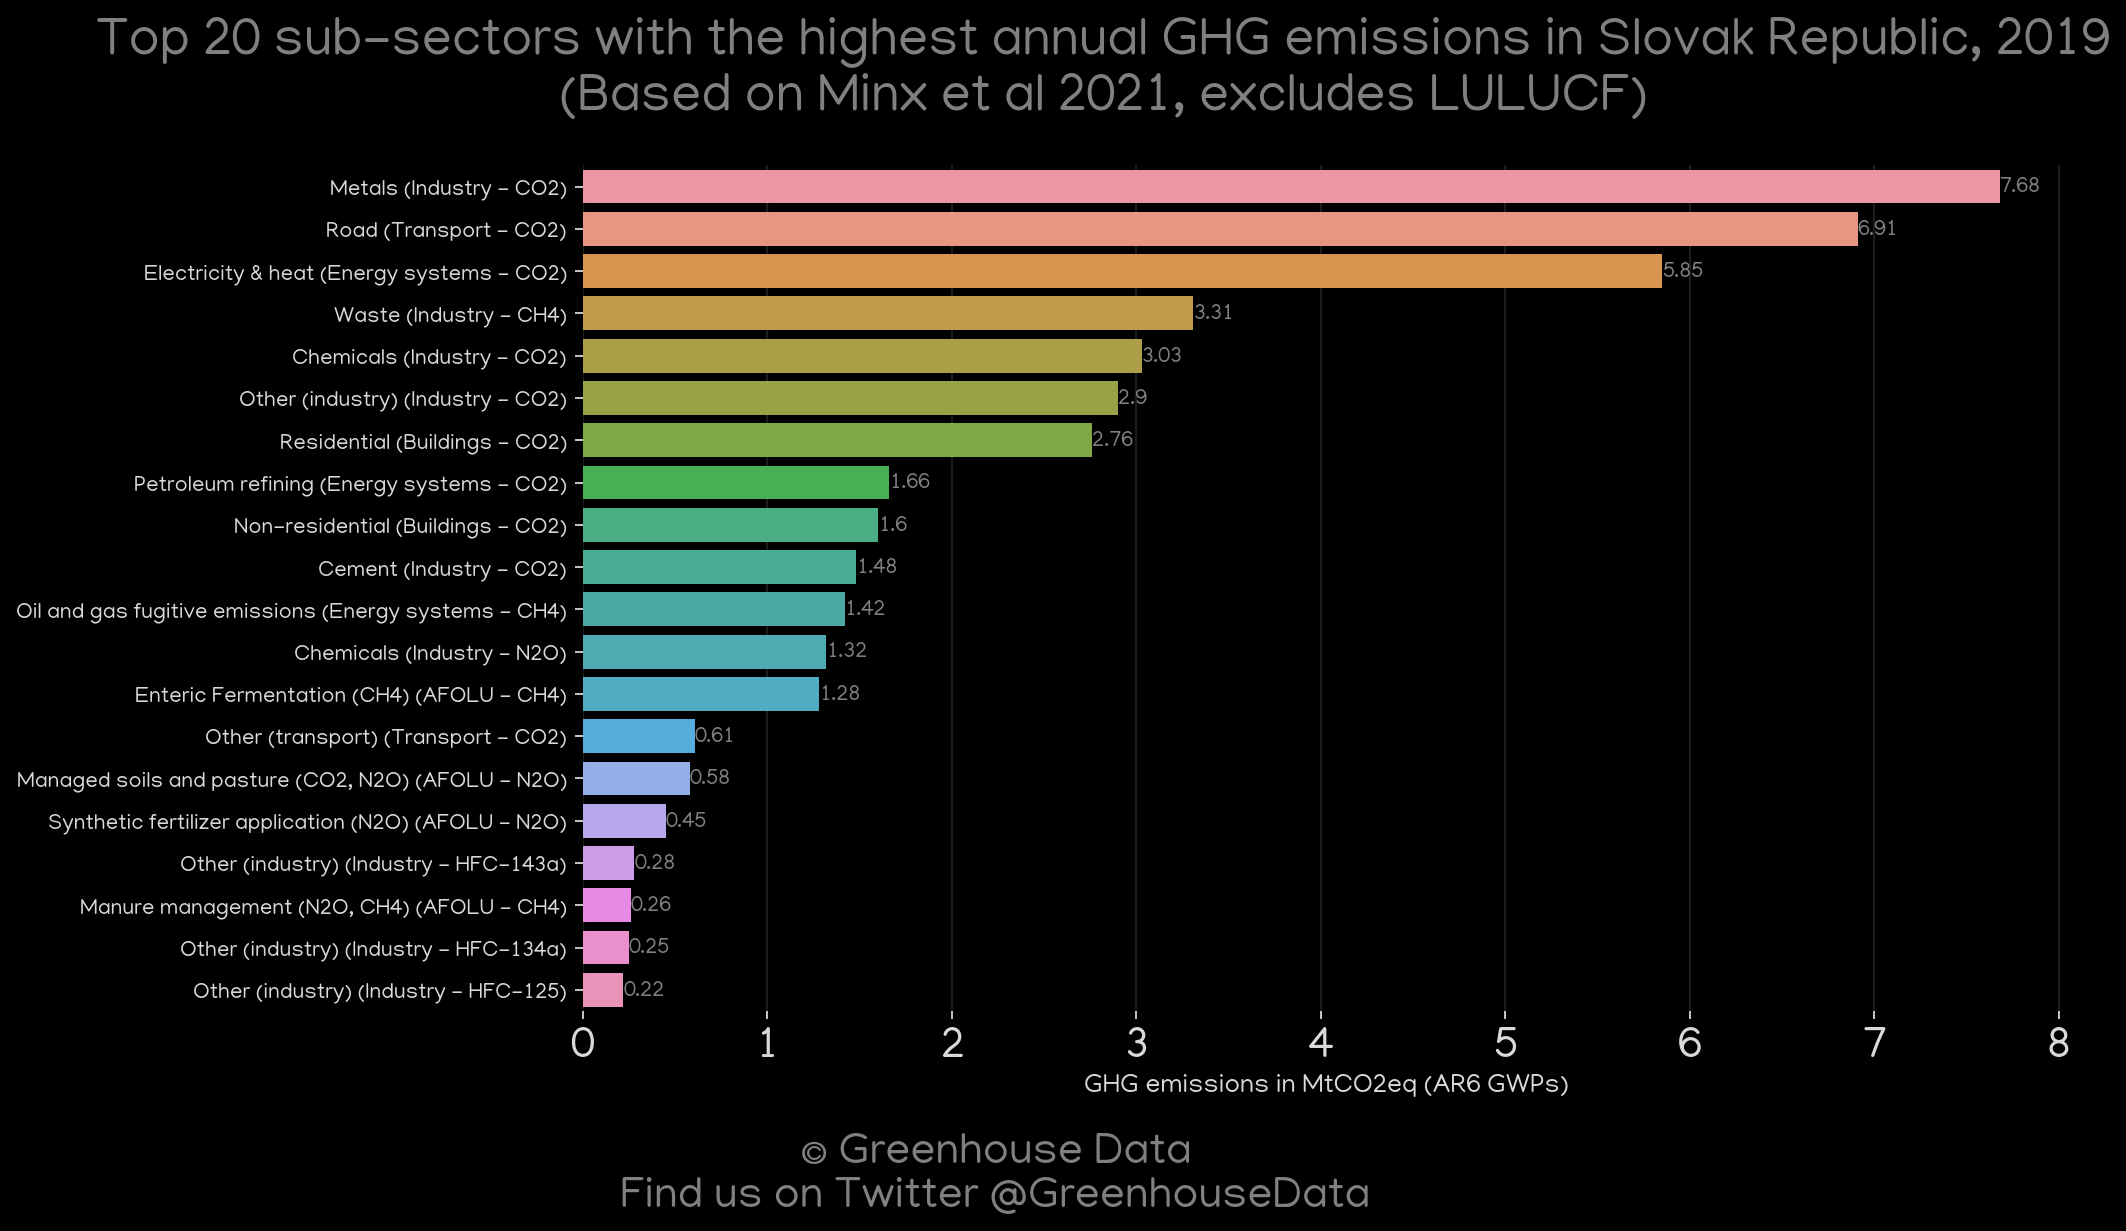 Top 20 sub-sectors with the highest annual GHG emissions in Slovak Republic, 2019
(Based on Minx et al 2021, excludes LULUCF)
Metals (Industry - CO2) 7.68
Road (Transport - CO2) 6.91
Electricity & heat (Energy systems - CO2) 5.85
Waste (Industry - CH4) 3.31
Chemicals (Industry - CO2) 3.03
Other (industry) (Industry - CO2) 2.9
Residential (Buildings - CO2) 2.76
Petroleum refining (Energy systems - CO2) 1.66
Non-residential (Buildings - CO2) 1.6
Cement (Industry - CO2) 1.48
Oil and gas fugitive emissions (Energy systems - CH4) 1.42
Chemicals (Industry - N2O) 1.32
Enteric Fermentation (CH4) (AFOLU - CH4) 1.28
Other (transport) (Transport - CO2) 0.61
Managed soils and pasture (CO2, N2O) (AFOLU - N2O) 0.58
Synthetic fertilizer application (N2O) (AFOLU - N2O) 0.45
Other (industry) (Industry - HFC-143a) 0.28
Manure management (N2O, CH4) (AFOLU - CH4) 0.26
Other (industry) (Industry - HFC-134a) 0.25
Other (industry) (Industry - HFC-125) 0.22
0 1 2 3 4 5 6 7 8
GHG emissions in MtCO2eq (AR6 GWPs)
© Greenhouse Data
Find us on Twitter @GreenhouseData